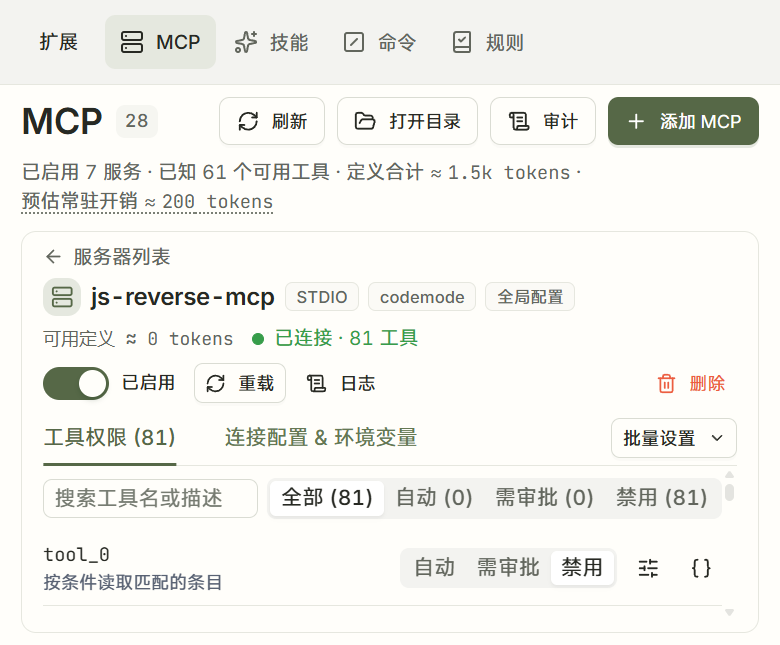 扩展 MCP 技能 命令 规则
MCP 28 刷新 打开目录 审计 添加 MCP
已启用 7 服务 · 已知 61 个可用工具 · 定义合计 ≈ 1.5k tokens ·
预估常驻开销 ≈ 200 tokens
服务器列表
js-reverse-mcp STDIO codemode 全局配置
可用定义 ≈ 0 tokens 已连接 · 81 工具
已启用 重载 日志 删除
工具权限 (81) 连接配置 & 环境变量 批量设置
搜索工具名或描述 全部 (81) 自动 (0) 需审批 (0) 禁用 (81)
tool_0 自动 需审批 禁用 {}
按条件读取匹配的条目